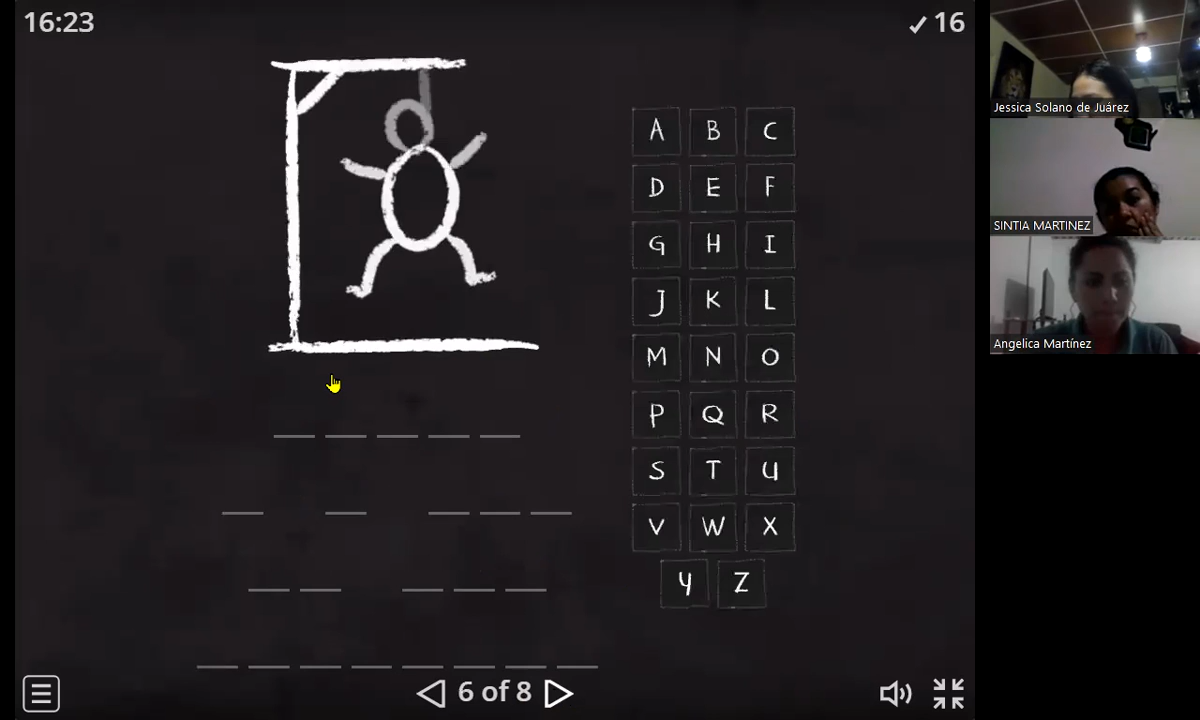 16:23
✓ 16
A B C
D E F
G H I
J K L
M N O
P Q R
S T U
V W X
Y Z
6 of 8
Jessica Solano de Juárez
SINTIA MARTINEZ
Angelica Martínez